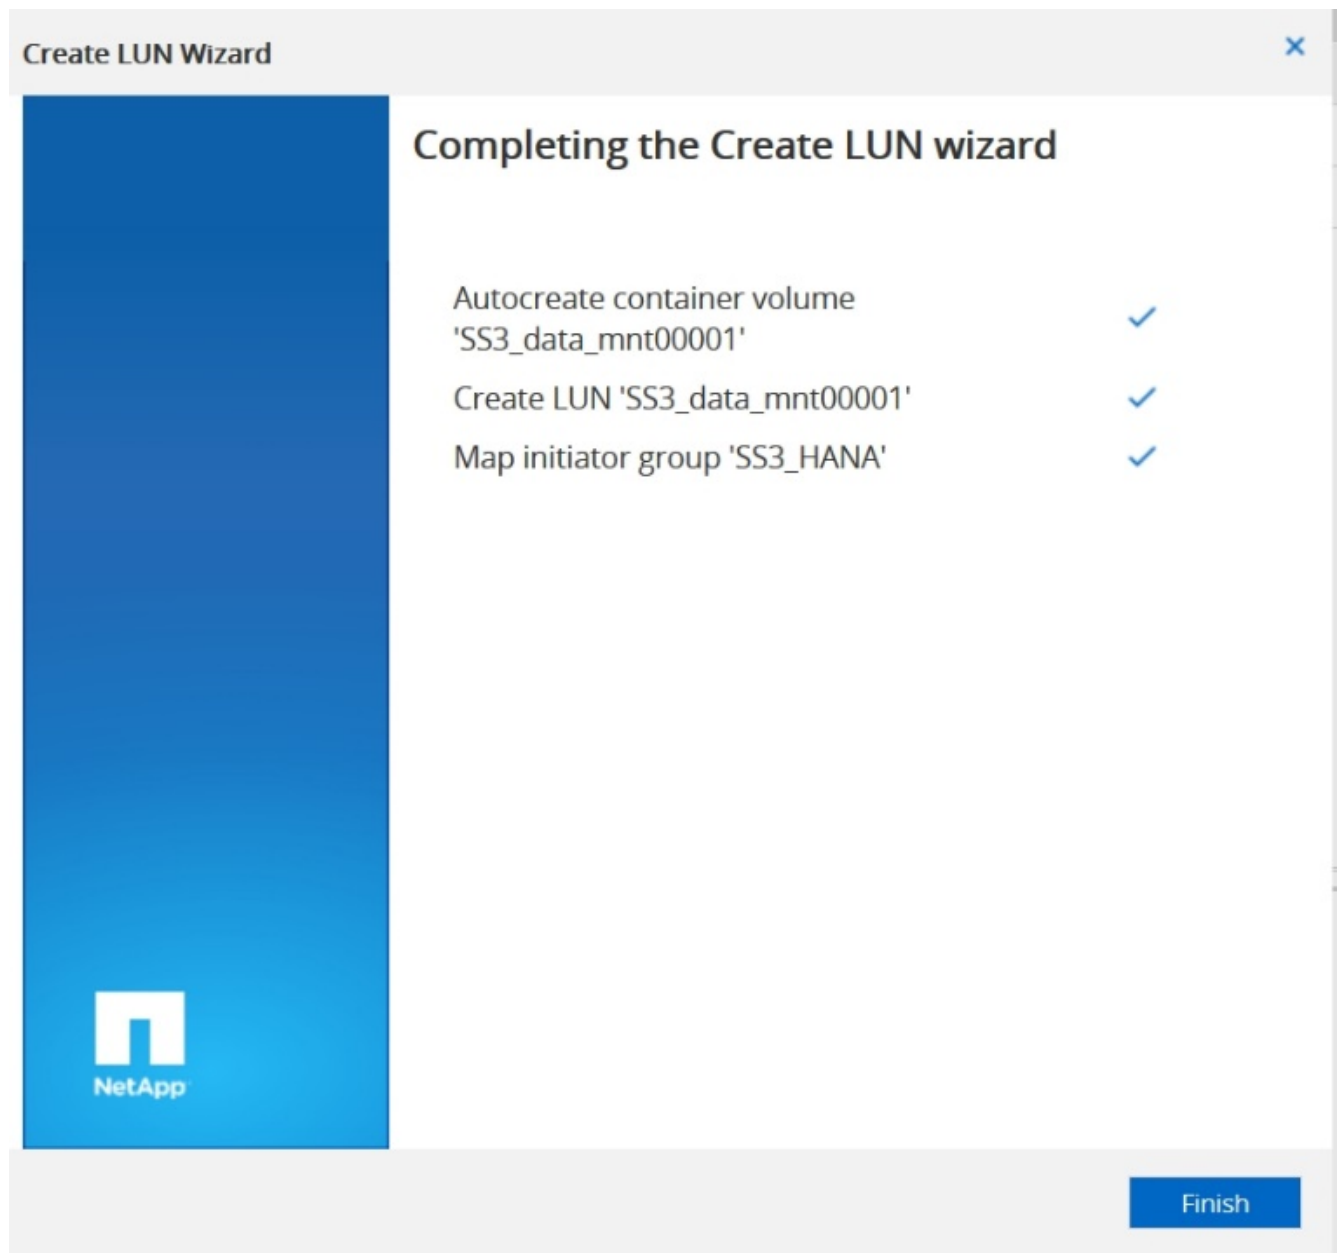 Create LUN Wizard
Completing the Create LUN wizard
Autocreate container volume
'SS3_data_mnt00001'
Create LUN 'SS3_data_mnt00001'
Map initiator group 'SS3_HANA'
NetApp
Finish